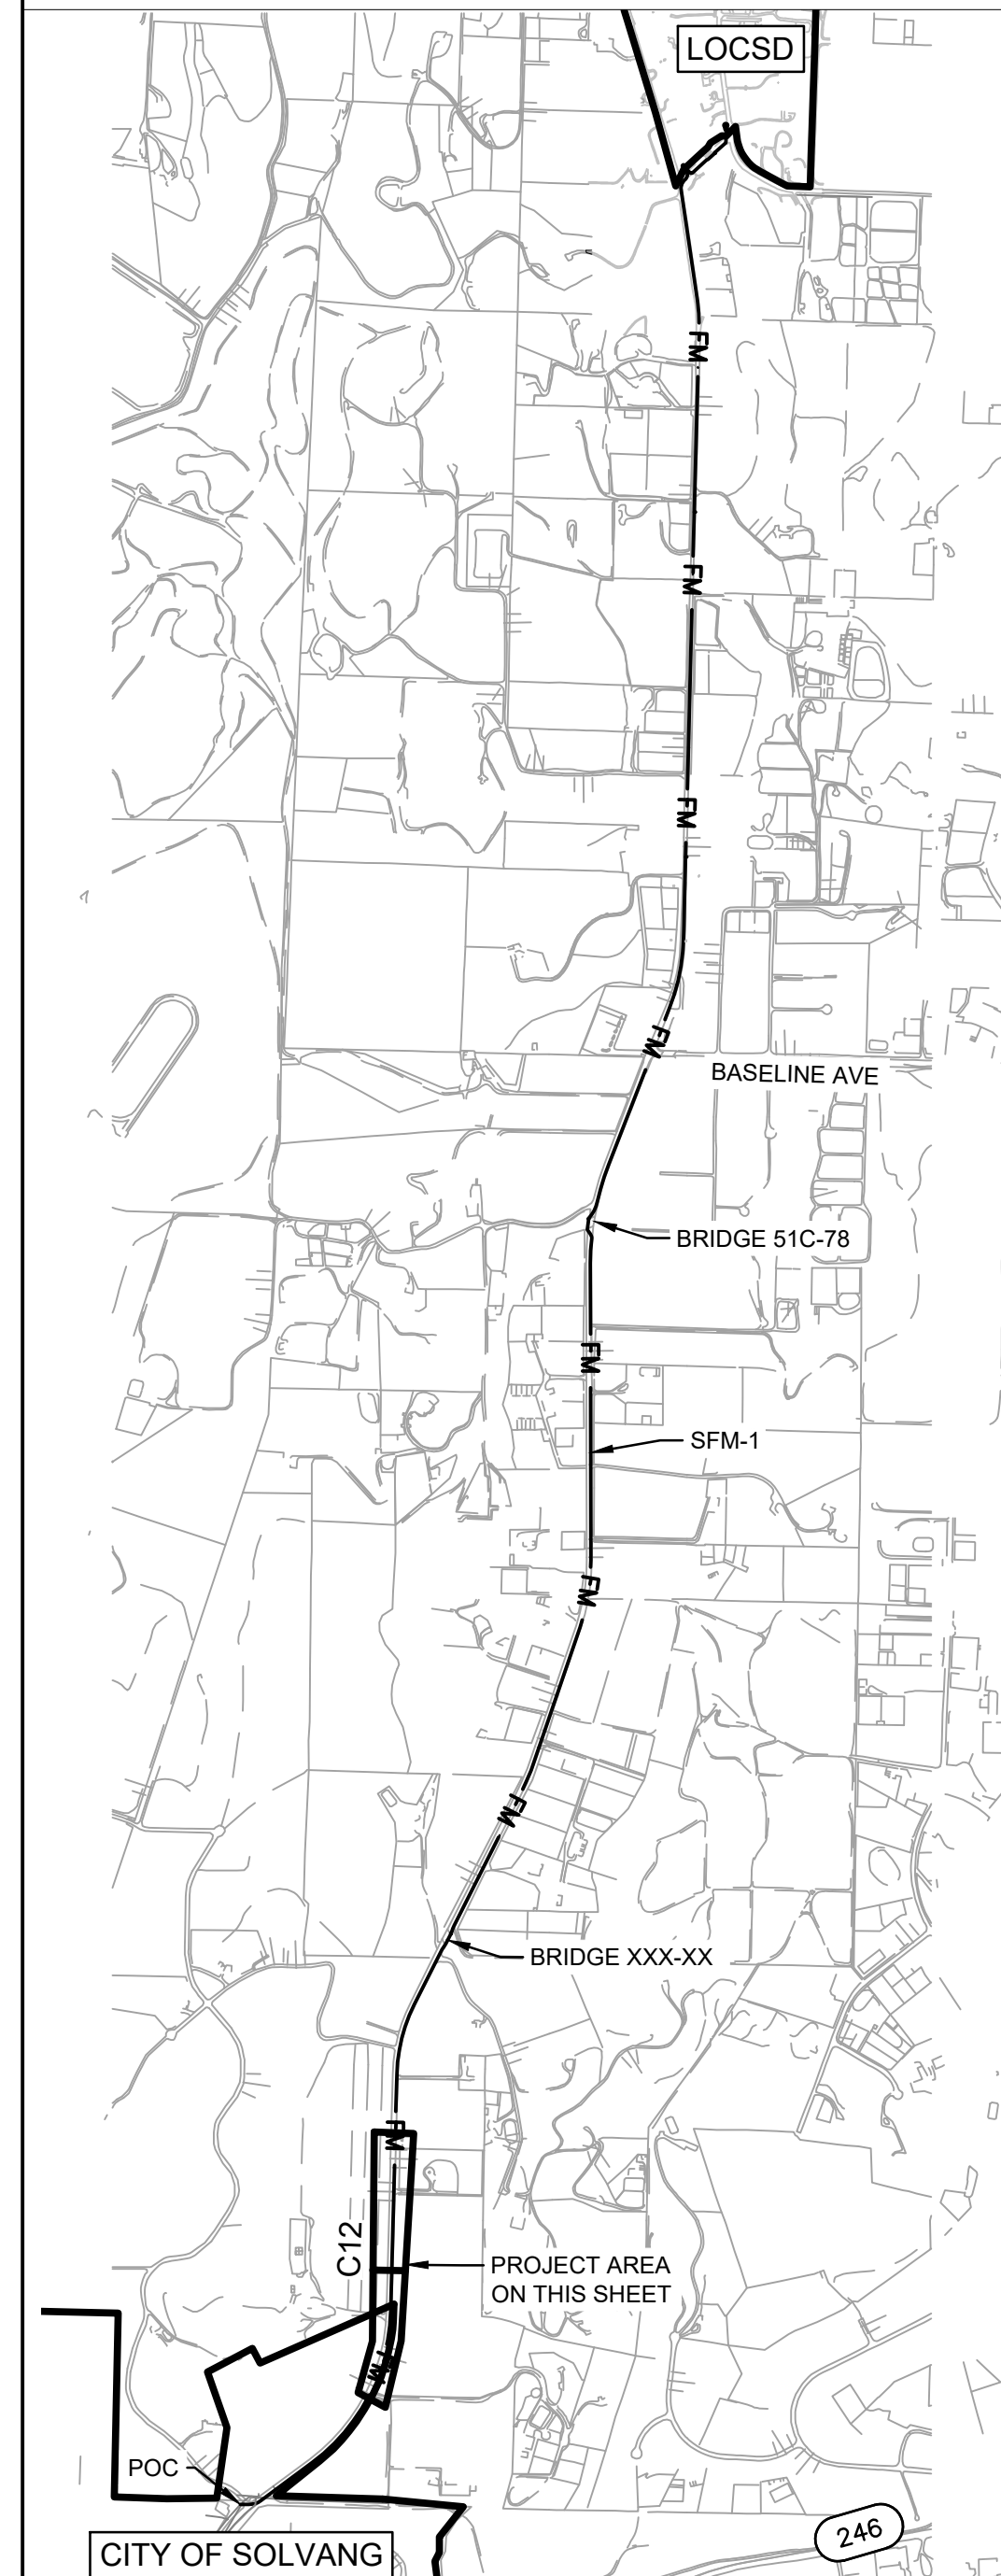 LOCSD
FM
FM
FM
FM
BASELINE AVE
BRIDGE 51C-78
FM
SFM-1
FM
FM
BRIDGE XXX-XX
FM
C12
PROJECT AREA
ON THIS SHEET
FM
POC
246
CITY OF SOLVANG